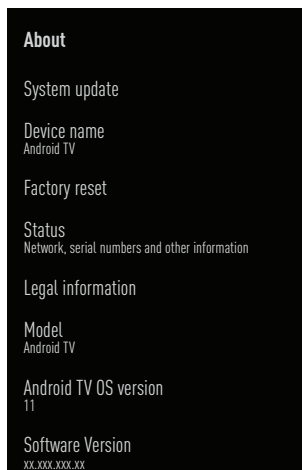 About
System update
Device name
Android TV
Factory reset
Status
Network, serial numbers and other information
Legal information
Model
Android TV
Android TV OS version
11
Software Version
xx.xxx.xxx.xx